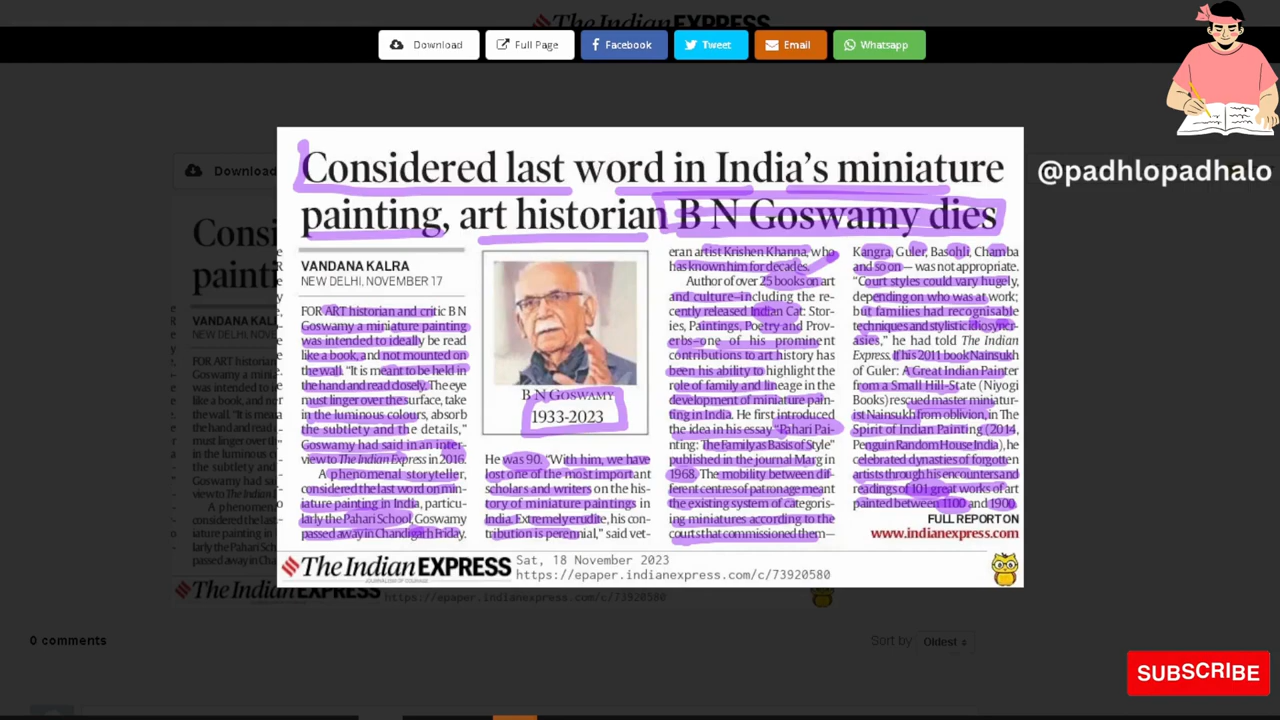 The Indian EXPRESS
Download
Full Page
Facebook
Tweet
Email
Whatsapp
@padhlopadhalo
Download
Considered last word in India's miniature
painting, art historian B N Goswamy dies
VANDANA KALRA
NEW DELHI, NOVEMBER 17
FOR ART historian and critic B N
Goswamy a miniature painting
was intended to ideally be read
like a book, and not mounted on
the wall. "It is meant to be held in
the hand and read closely. The eye
must linger over the surface, take
in the luminous colours, absorb
the subtlety and the details,"
Goswamy had said in an inter-
view to The Indian Express in 2016.
A phenomenal storyteller,
considered the last word on min-
iature painting in India, particu-
larly the Pahari School, Goswamy
passed away in Chandigarh Friday.
B N GOSWAMY
1933-2023
He was 90. "With him, we have
lost one of the most important
scholars and writers on the his-
tory of miniature paintings in
India. Extremely erudite, his con-
tribution is perennial," said vet-
eran artist Krishen Khanna, who
has known him for decades.
Author of over 25 books on art
and culture–including the re-
cently released Indian Cat: Stor-
ies, Paintings, Poetry and Prov-
erbs–one of his prominent
contributions to art history has
been his ability to highlight the
role of family and lineage in the
development of miniature pain-
ting in India. He first introduced
the idea in his essay "Pahari Pai-
nting: The Family as Basis of Style"
published in the journal Marg in
1968. The mobility between dif-
ferent centres of patronage meant
the existing system of categoris-
ing miniatures according to the
courts that commissioned them—
Kangra, Guler, Basohli, Chamba
and so on — was not appropriate.
"Court styles could vary hugely,
depending on who was at work;
but families had recognisable
techniques and stylistic idiosyncr-
asies," he had told The Indian
Express. If his 2011 book Nainsukh
of Guler: A Great Indian Painter
from a Small Hill-State (Niyogi
Books) rescued master miniatur-
ist Nainsukh from oblivion, in The
Spirit of Indian Painting (2014,
Penguin Random House India), he
celebrated dynasties of forgotten
artists through his encounters and
readings of 101 great works of art
painted between 1100 and 1900.
FULL REPORT ON
www.indianexpress.com
The Indian EXPRESS
JOURNALISM OF COURAGE
Sat, 18 November 2023
https://epaper.indianexpress.com/c/73920580
https://epaper.indianexpress.com/c/73920580
0 comments
Sort by
Oldest
SUBSCRIBE